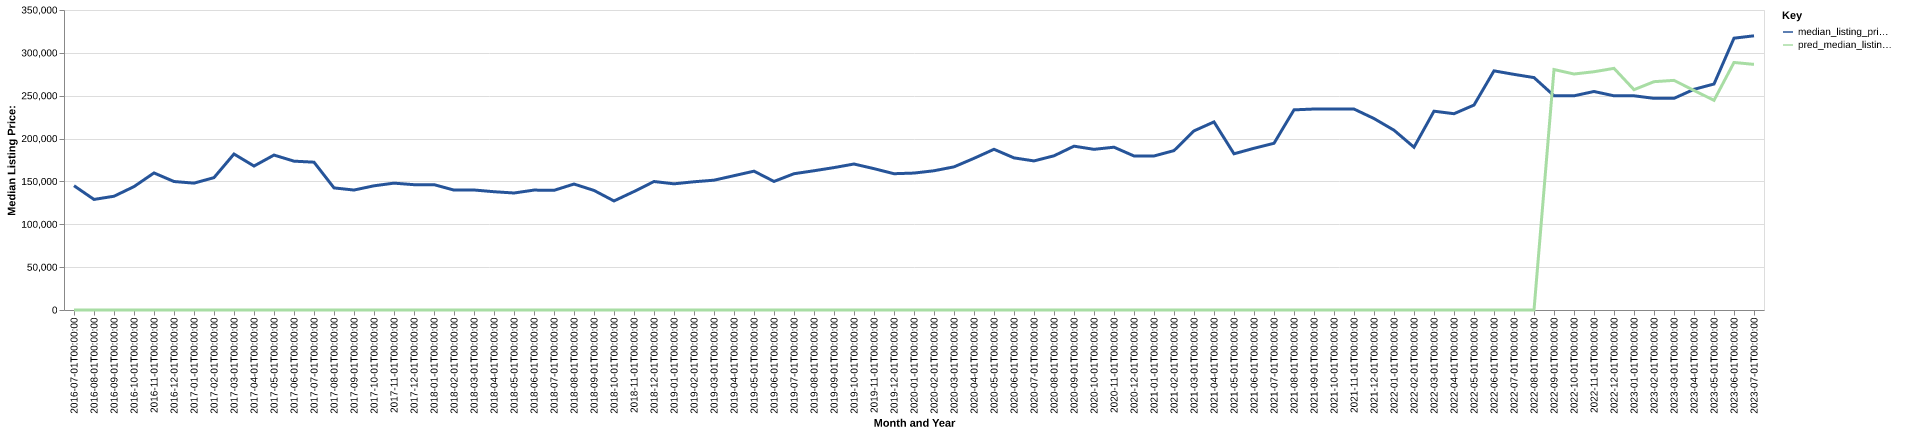 350,000
300,000
250,000
200,000
150,000
100,000
50,000
0
Median Listing Price:
2016-07-01T00:00:00
2016-08-01T00:00:00
2016-09-01T00:00:00
2016-10-01T00:00:00
2016-11-01T00:00:00
2016-12-01T00:00:00
2017-01-01T00:00:00
2017-02-01T00:00:00
2017-03-01T00:00:00
2017-04-01T00:00:00
2017-05-01T00:00:00
2017-06-01T00:00:00
2017-07-01T00:00:00
2017-08-01T00:00:00
2017-09-01T00:00:00
2017-10-01T00:00:00
2017-11-01T00:00:00
2017-12-01T00:00:00
2018-01-01T00:00:00
2018-02-01T00:00:00
2018-03-01T00:00:00
2018-04-01T00:00:00
2018-05-01T00:00:00
2018-06-01T00:00:00
2018-07-01T00:00:00
2018-08-01T00:00:00
2018-09-01T00:00:00
2018-10-01T00:00:00
2018-11-01T00:00:00
2018-12-01T00:00:00
2019-01-01T00:00:00
2019-02-01T00:00:00
2019-03-01T00:00:00
2019-04-01T00:00:00
2019-05-01T00:00:00
2019-06-01T00:00:00
2019-07-01T00:00:00
2019-08-01T00:00:00
2019-09-01T00:00:00
2019-10-01T00:00:00
2019-11-01T00:00:00
2019-12-01T00:00:00
2020-01-01T00:00:00
2020-02-01T00:00:00
2020-03-01T00:00:00
2020-04-01T00:00:00
2020-05-01T00:00:00
2020-06-01T00:00:00
2020-07-01T00:00:00
2020-08-01T00:00:00
2020-09-01T00:00:00
2020-10-01T00:00:00
2020-11-01T00:00:00
2020-12-01T00:00:00
2021-01-01T00:00:00
2021-02-01T00:00:00
2021-03-01T00:00:00
2021-04-01T00:00:00
2021-05-01T00:00:00
2021-06-01T00:00:00
2021-07-01T00:00:00
2021-08-01T00:00:00
2021-09-01T00:00:00
2021-10-01T00:00:00
2021-11-01T00:00:00
2021-12-01T00:00:00
2022-01-01T00:00:00
2022-02-01T00:00:00
2022-03-01T00:00:00
2022-04-01T00:00:00
2022-05-01T00:00:00
2022-06-01T00:00:00
2022-07-01T00:00:00
2022-08-01T00:00:00
2022-09-01T00:00:00
2022-10-01T00:00:00
2022-11-01T00:00:00
2022-12-01T00:00:00
2023-01-01T00:00:00
2023-02-01T00:00:00
2023-03-01T00:00:00
2023-04-01T00:00:00
2023-05-01T00:00:00
2023-06-01T00:00:00
2023-07-01T00:00:00
Month and Year
Key
median_listing_pri…
pred_median_listin…